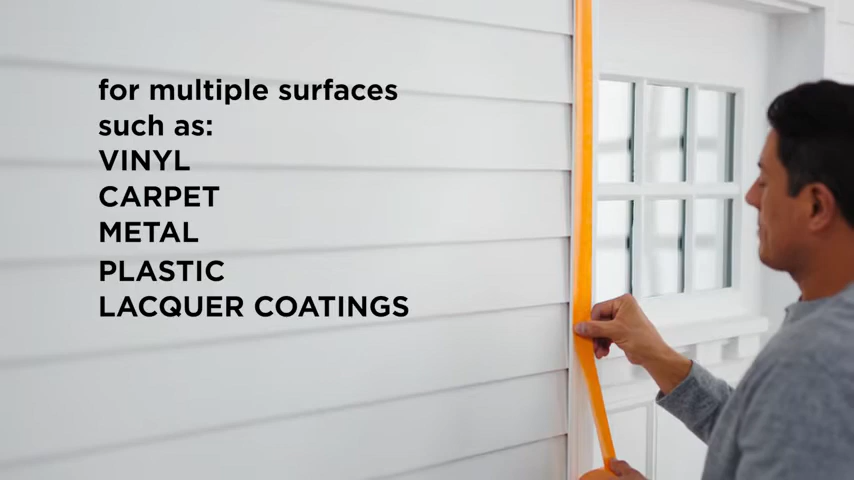 for multiple surfaces
such as:
VINYL
CARPET
METAL
PLASTIC
LACQUER COATINGS